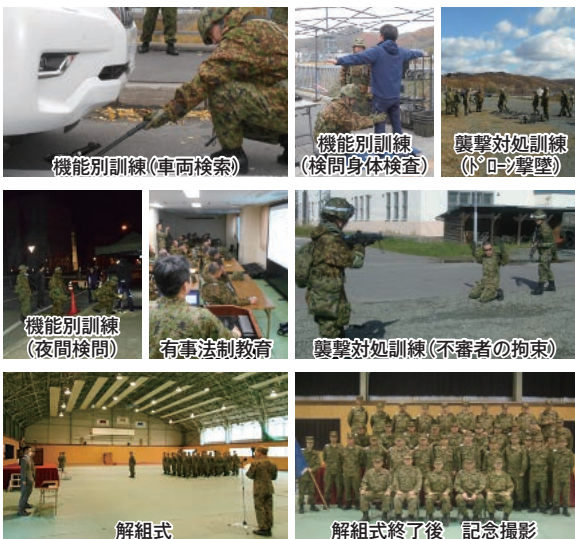 機能別訓練(車両検索)
機能別訓練
(検問身体検査)
襲撃対処訓練
(ドローン撃墜)
機能別訓練
(夜間検問)
有事法制教育
襲撃対処訓練(不審者の拘束)
解組式
解組式終了後　記念撮影